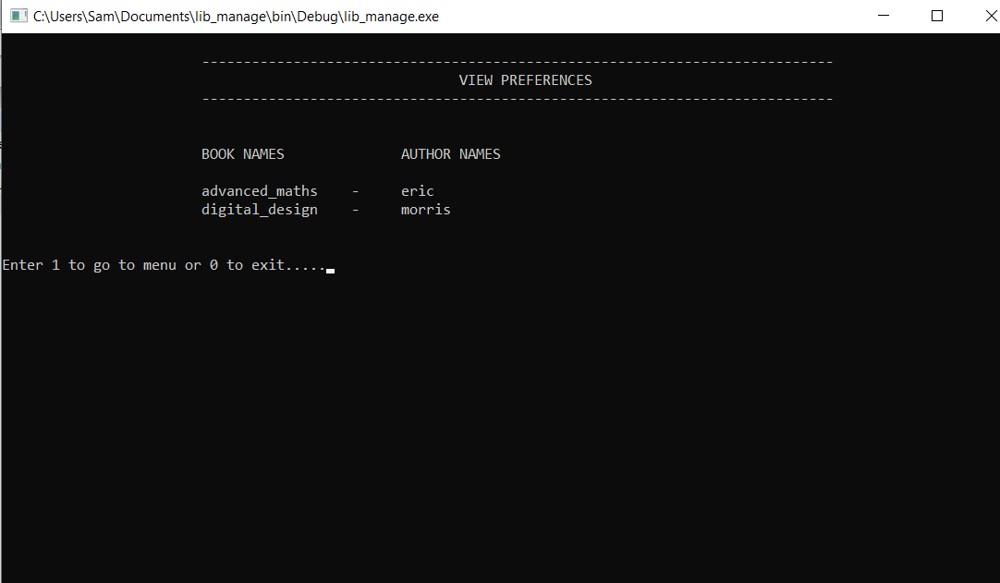 C:\Users\Sam\Documents\lib_manage\bin\Debug\lib_manage.exe
----------------------------------------------------------------------------
VIEW PREFERENCES
----------------------------------------------------------------------------
BOOK NAMES AUTHOR NAMES
advanced_maths - eric
digital_design - morris
Enter 1 to go to menu or 0 to exit.....